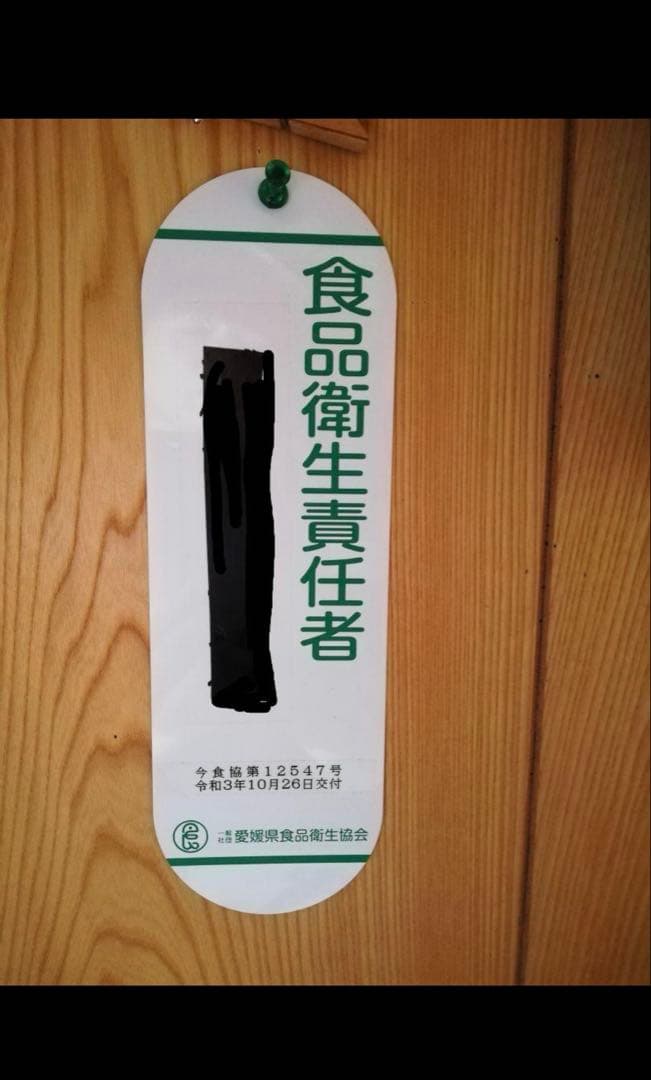 食品衛生責任者
今食協第12547号
令和3年10月26日交付
一般社団 愛媛県食品衛生協会